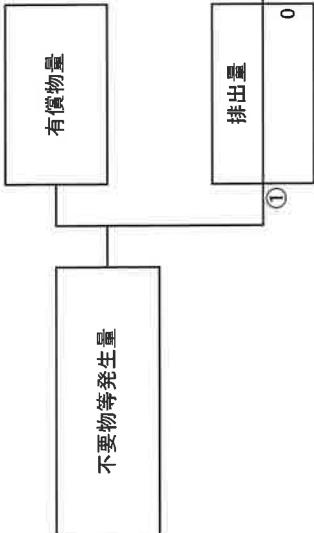 不要物等発生量
有償物量
①
排出量
0